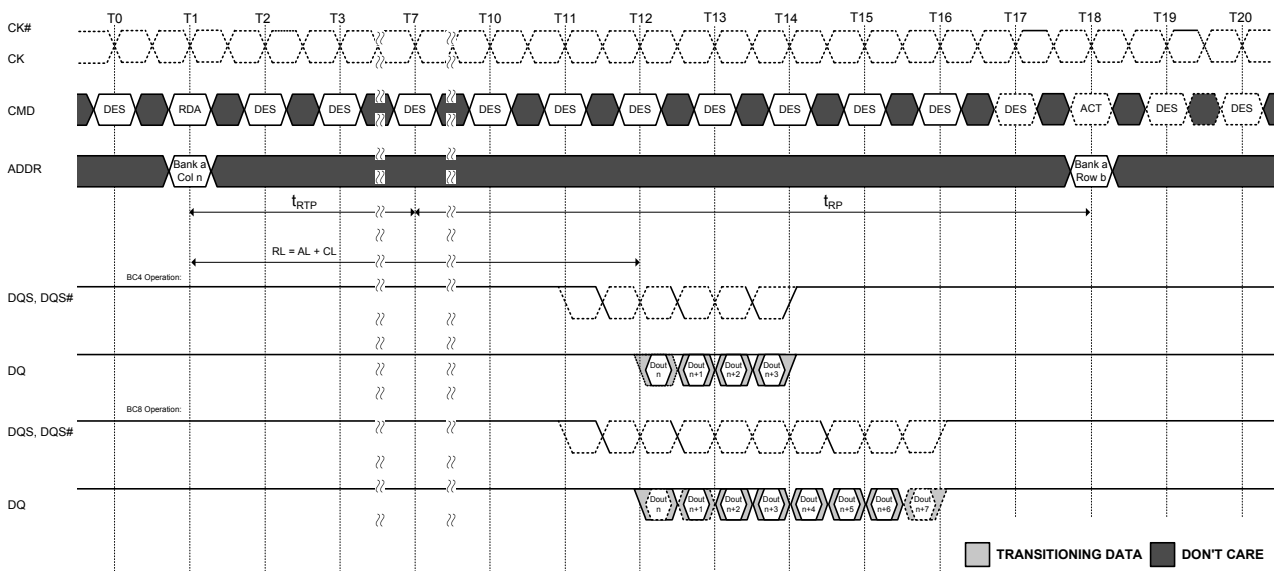 T0 T1 T2 T3 T7 T10 T11 T12 T13 T14 T15 T16 T17 T18 T19 T20
CK#
CK
CMD
DES RDA DES DES DES DES DES DES DES DES DES DES DES ACT DES DES
ADDR
Bank a
Col n
Bank a
Row b
tRTP
tRP
RL = AL + CL
BC4 Operation:
DQS, DQS#
DQ
Dout
n
Dout
n+1
Dout
n+2
Dout
n+3
BC8 Operation:
DQS, DQS#
DQ
Dout
n
Dout
n+1
Dout
n+2
Dout
n+3
Dout
n+4
Dout
n+5
Dout
n+6
Dout
n+7
TRANSITIONING DATA
DON'T CARE